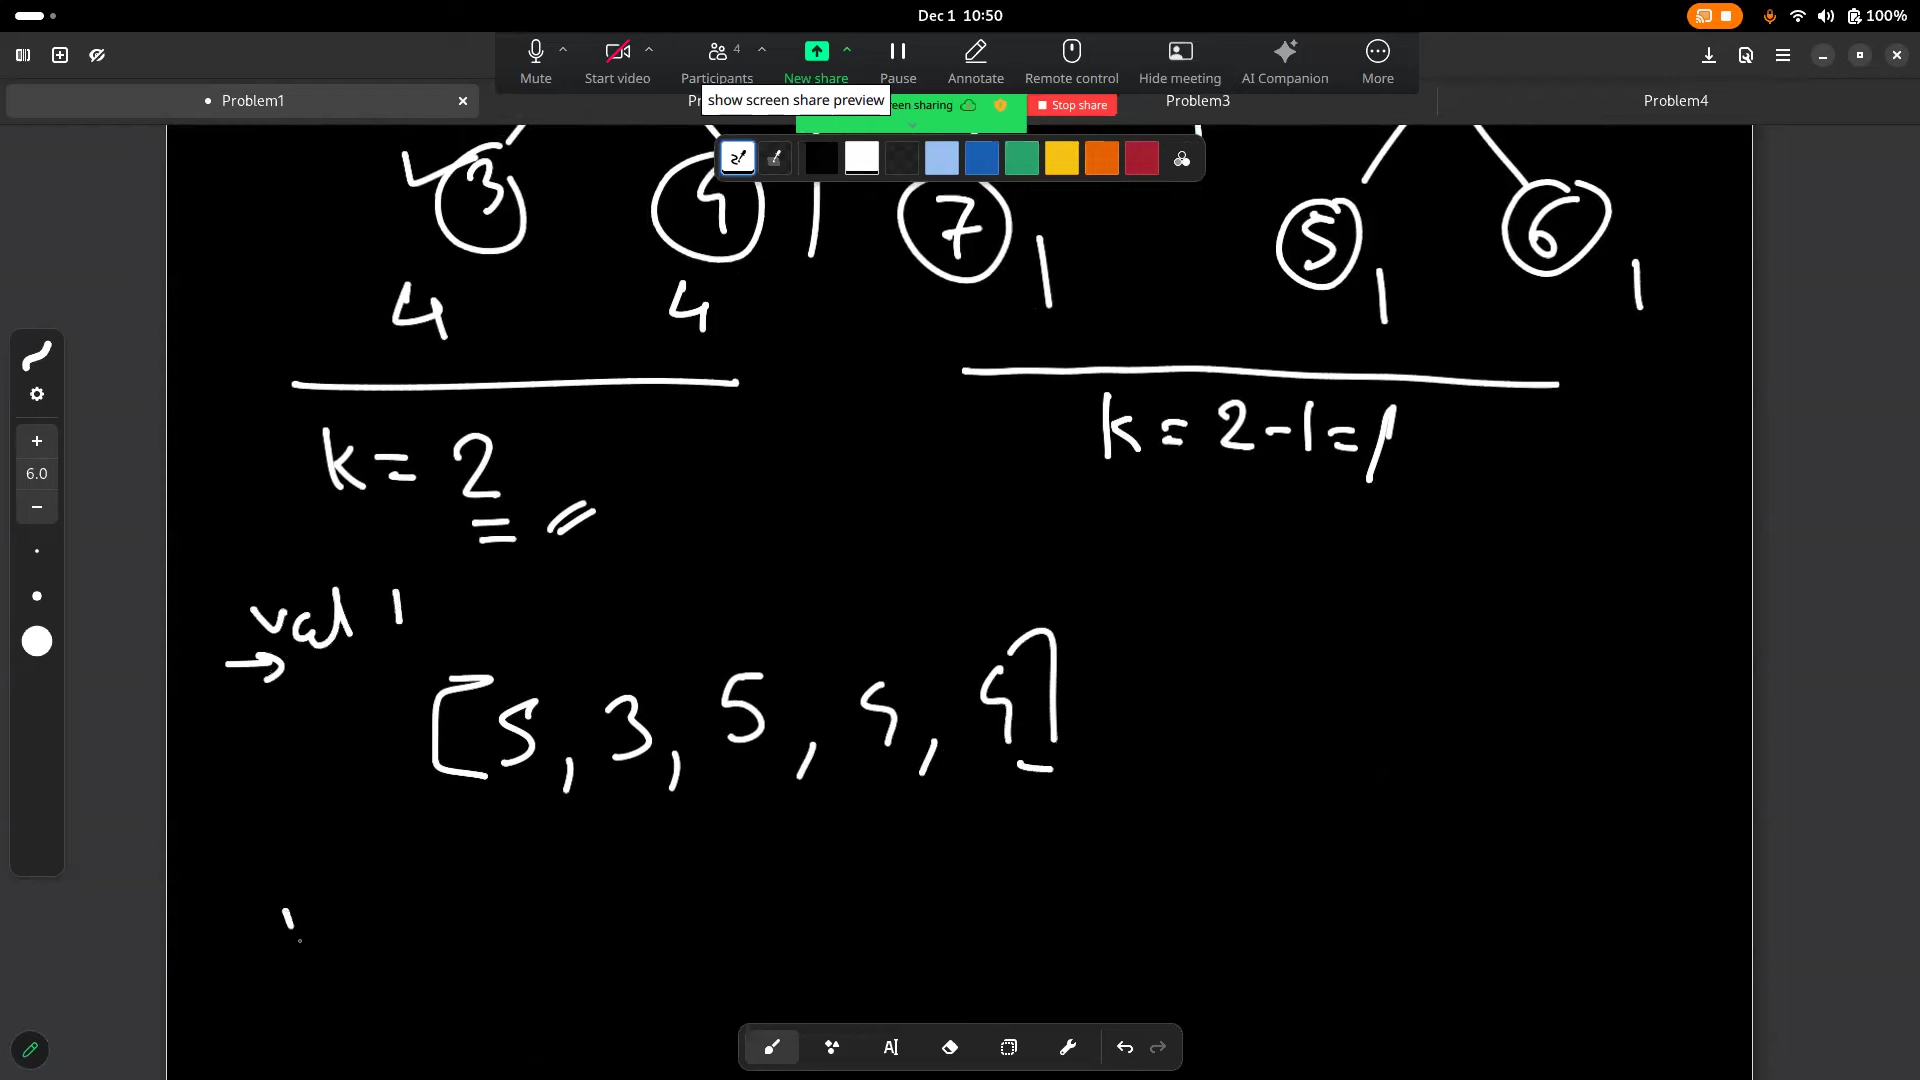 Dec 1 10:50
100%
Mute
Start video
Participants
4
New share
Pause
Annotate
Remote control
Hide meeting
AI Companion
More
Problem1
show screen share preview
een sharing
Stop share
Problem3
Problem4
3
4
7
5
6
1
1
1
1
4
4
6.0
k = 2
k = 2 - 1 = 1
val 1
[5, 3, 5, 4, 4]